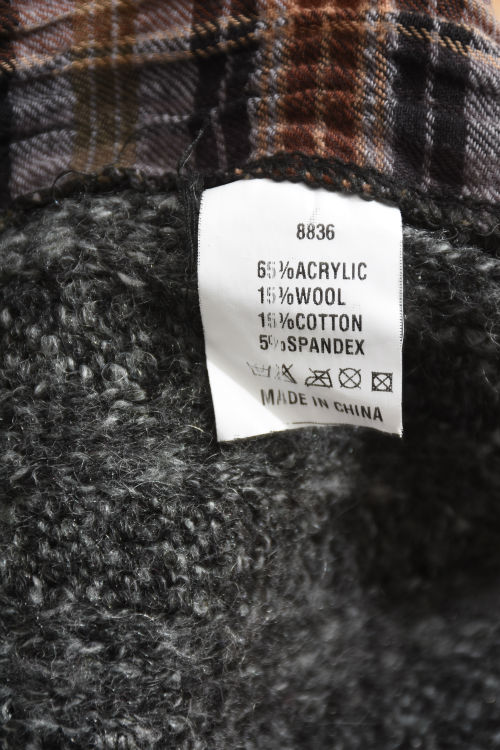 8836
65%ACRYLIC
15%WOOL
15%COTTON
5%SPANDEX
MADE IN CHINA